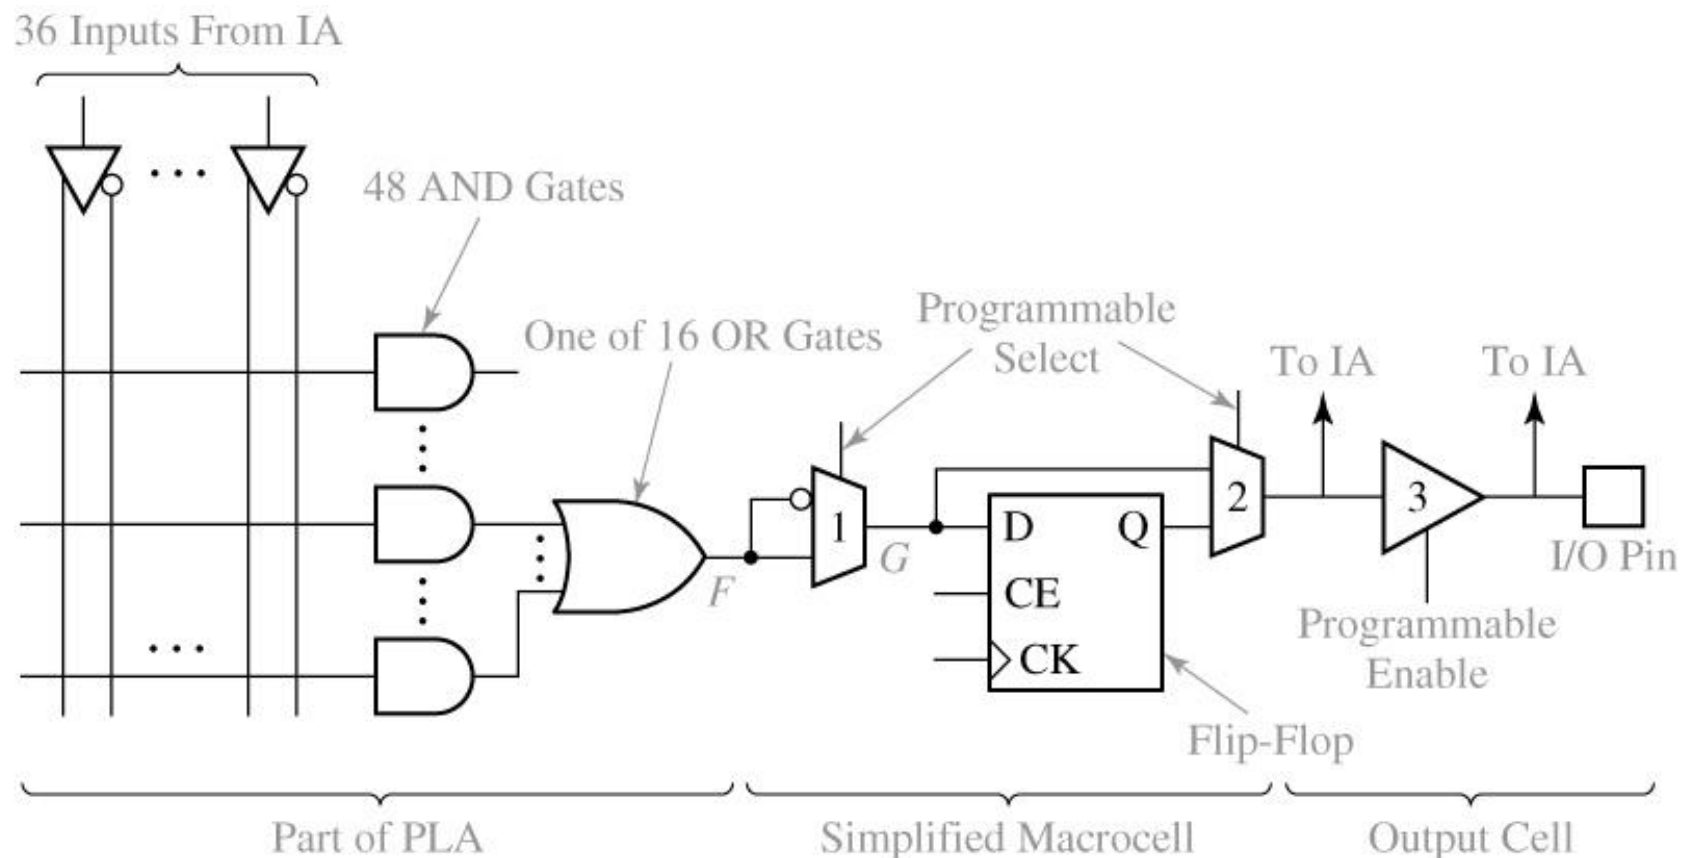 36 Inputs From IA
48 AND Gates
One of 16 OR Gates
Programmable
Select
To IA
To IA
1
2
3
F
G
D
Q
CE
CK
I/O Pin
Programmable
Enable
Flip-Flop
Part of PLA
Simplified Macrocell
Output Cell